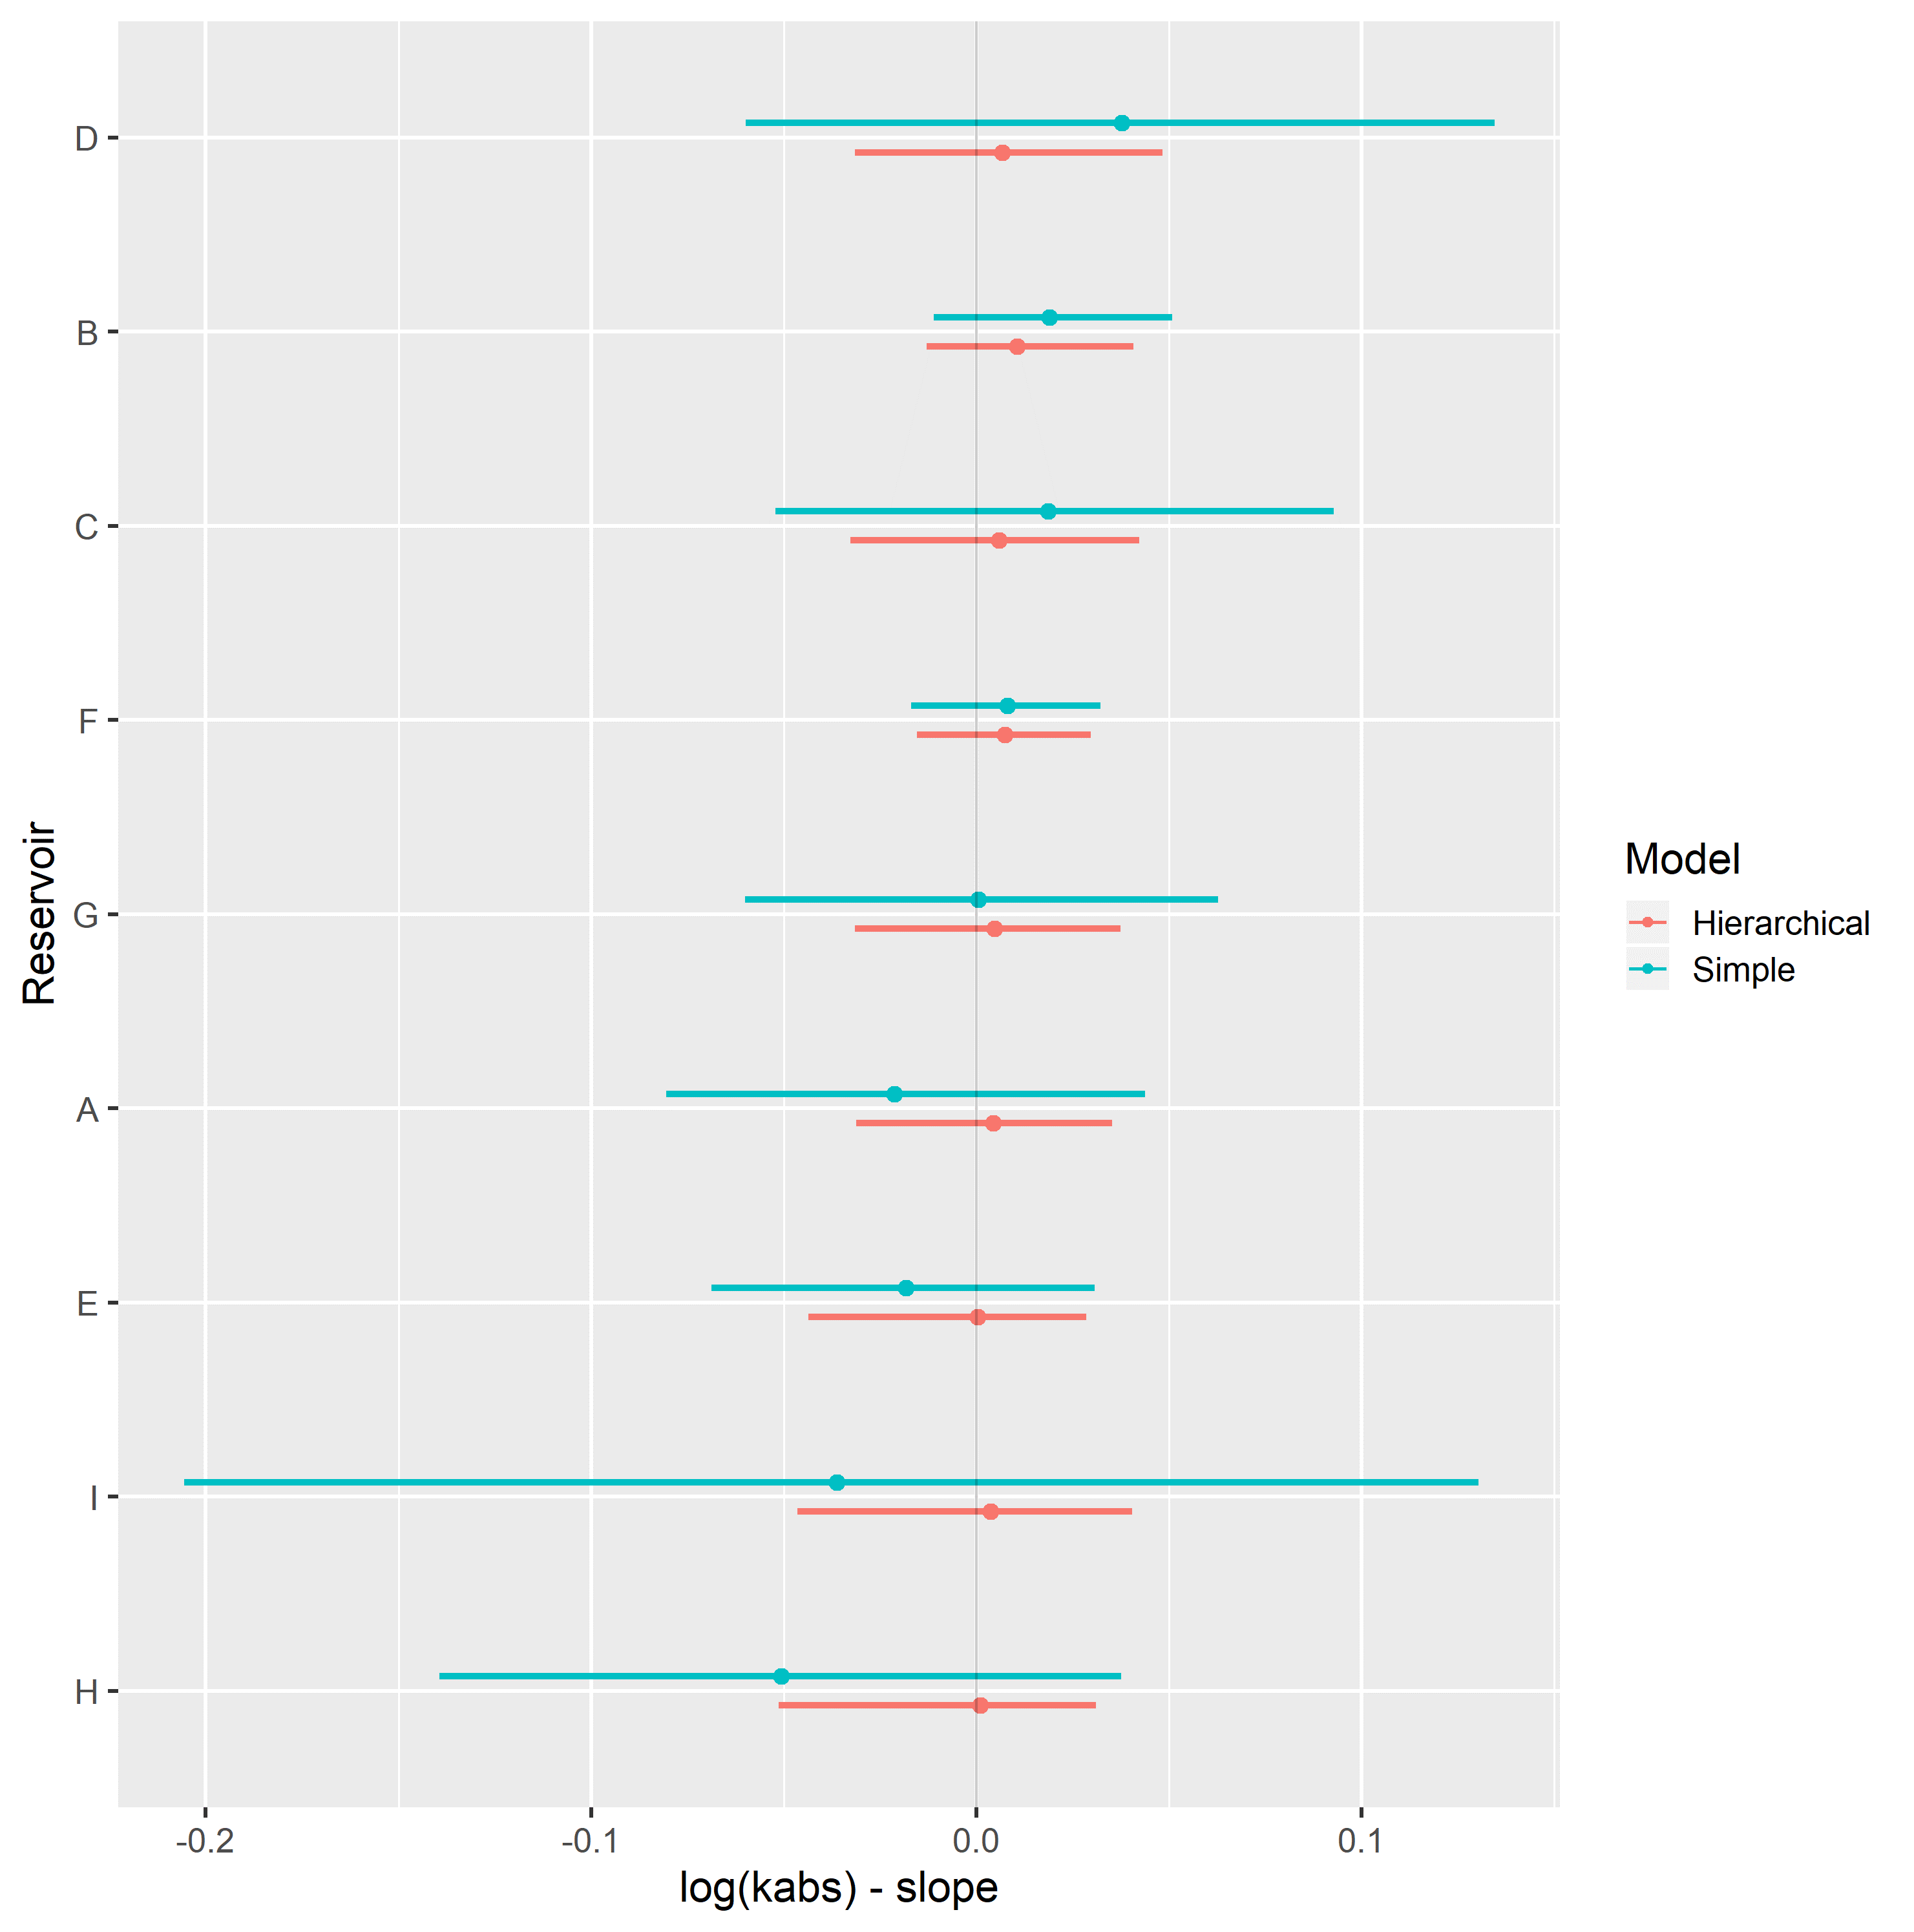 Reservoir
D
B
C
F
G
A
E
I
H
-0.2 -0.1 0.0 0.1
log(kabs) - slope
Model
Hierarchical
Simple